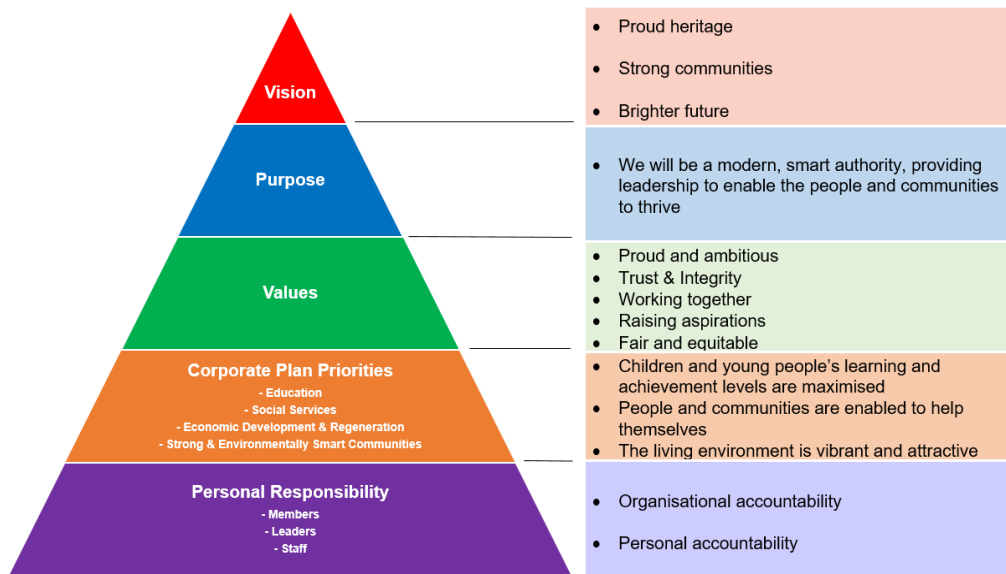 Vision
• Proud heritage
• Strong communities
• Brighter future
Purpose
• We will be a modern, smart authority, providing
leadership to enable the people and communities
to thrive
Values
• Proud and ambitious
• Trust & Integrity
• Working together
• Raising aspirations
• Fair and equitable
Corporate Plan Priorities
- Education
- Social Services
- Economic Development & Regeneration
- Strong & Environmentally Smart Communities
• Children and young people’s learning and
achievement levels are maximised
• People and communities are enabled to help
themselves
• The living environment is vibrant and attractive
Personal Responsibility
- Members
- Leaders
- Staff
• Organisational accountability
• Personal accountability